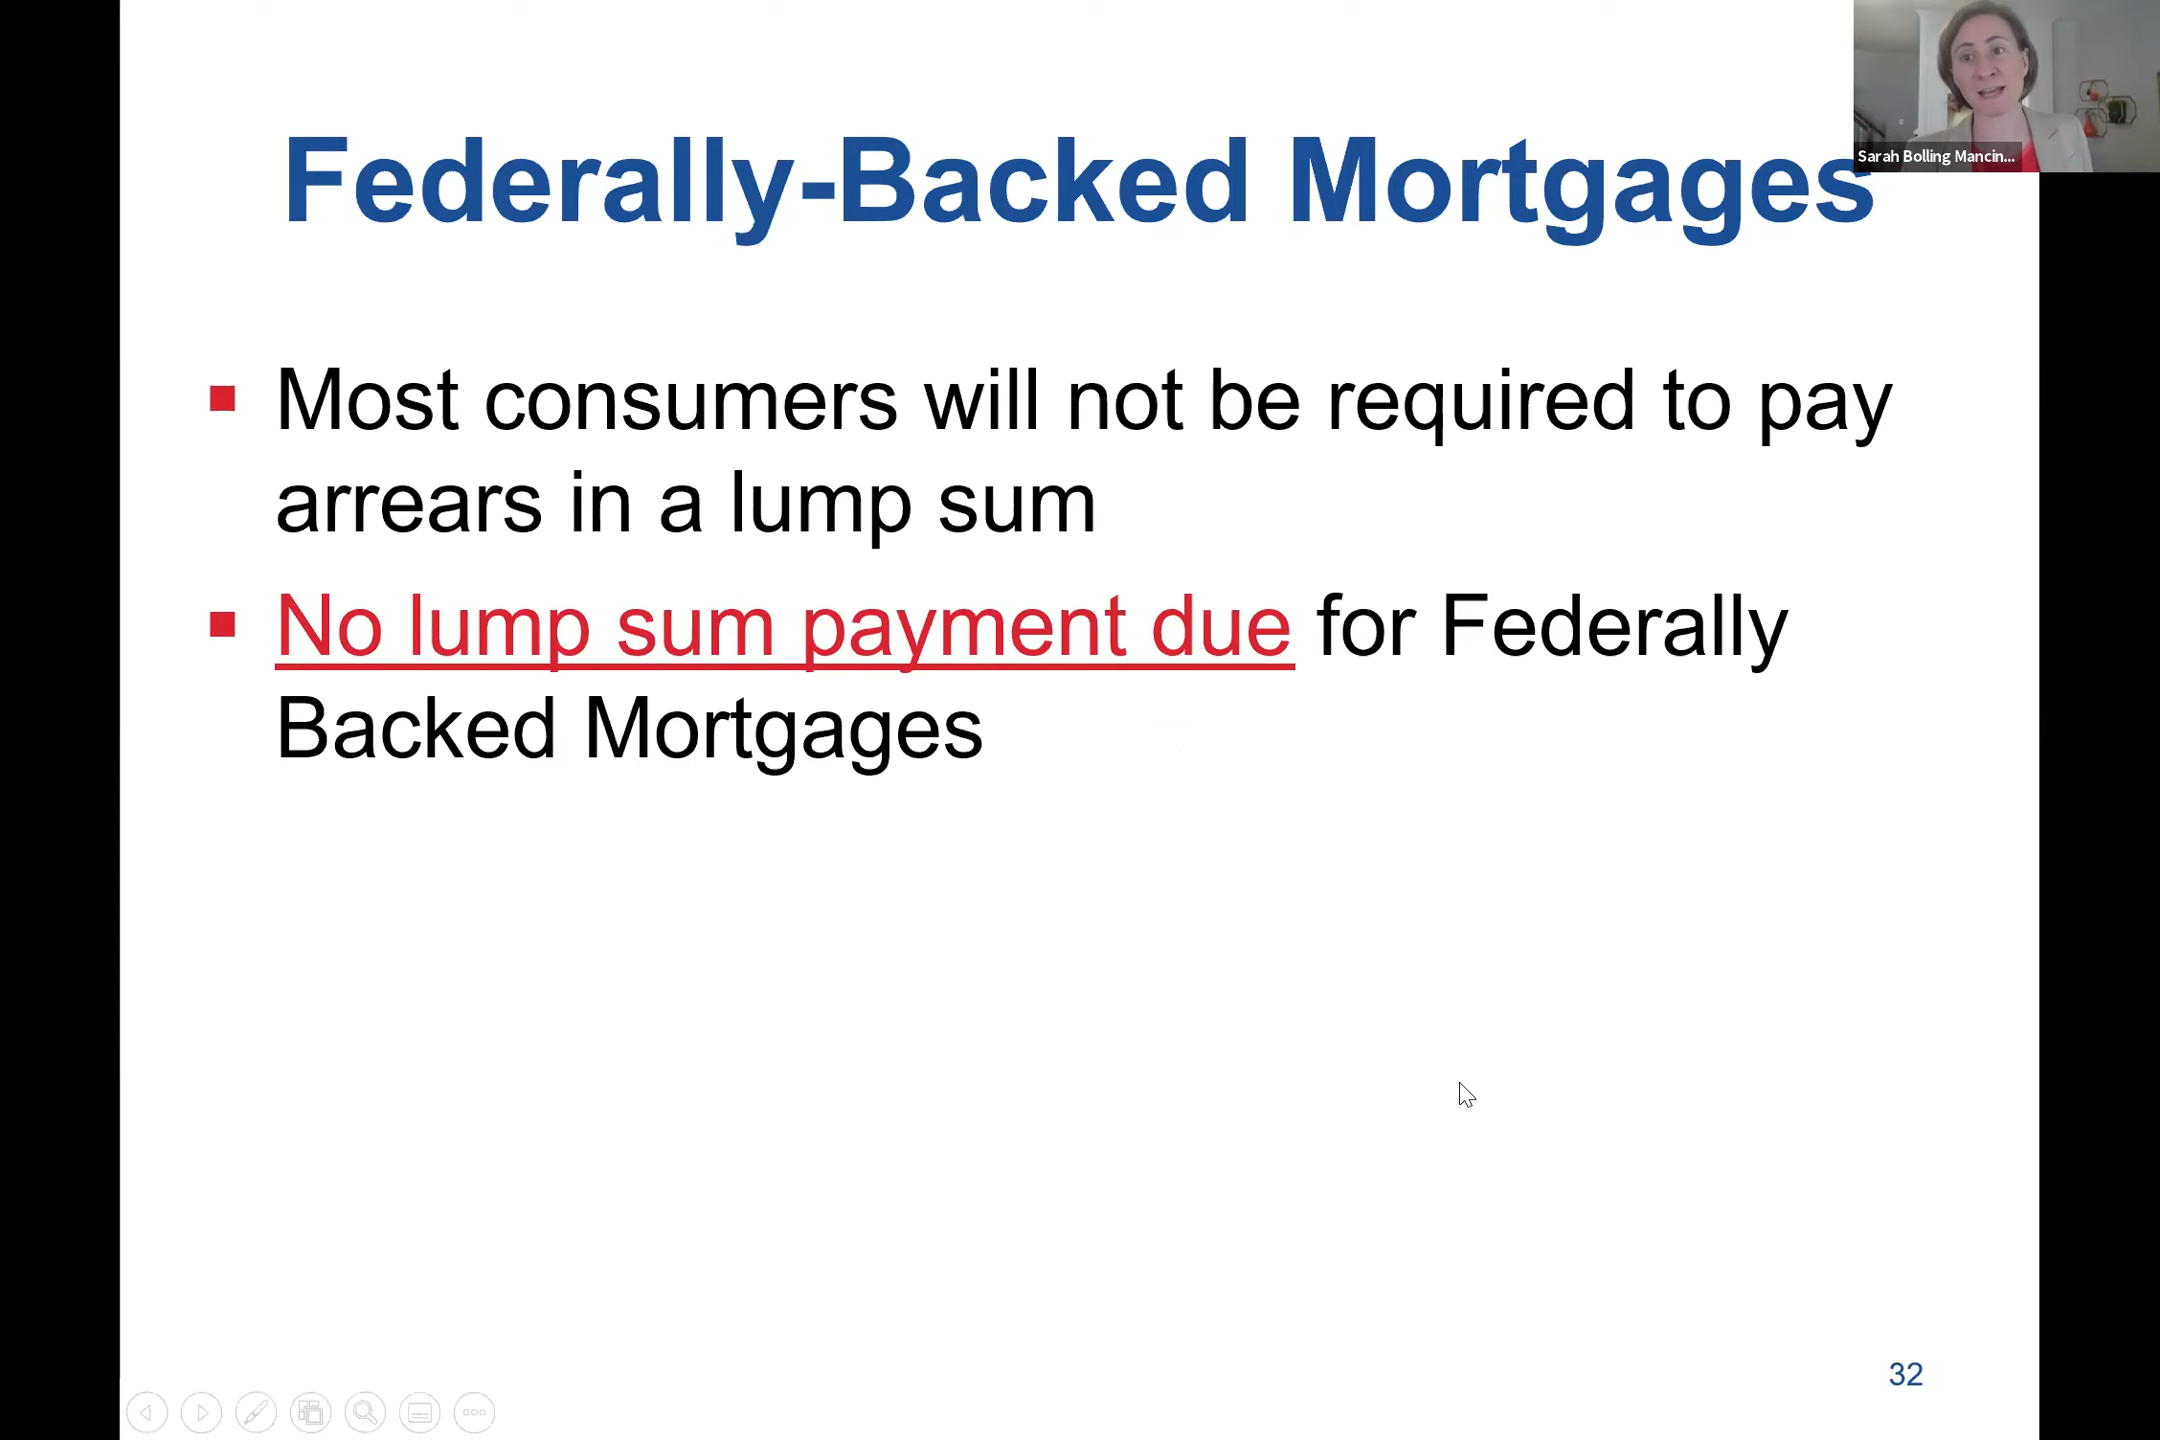 Federally-Backed Mortgages
Sarah Bolling Mancin...
Most consumers will not be required to pay
arrears in a lump sum
No lump sum payment due for Federally
Backed Mortgages
32